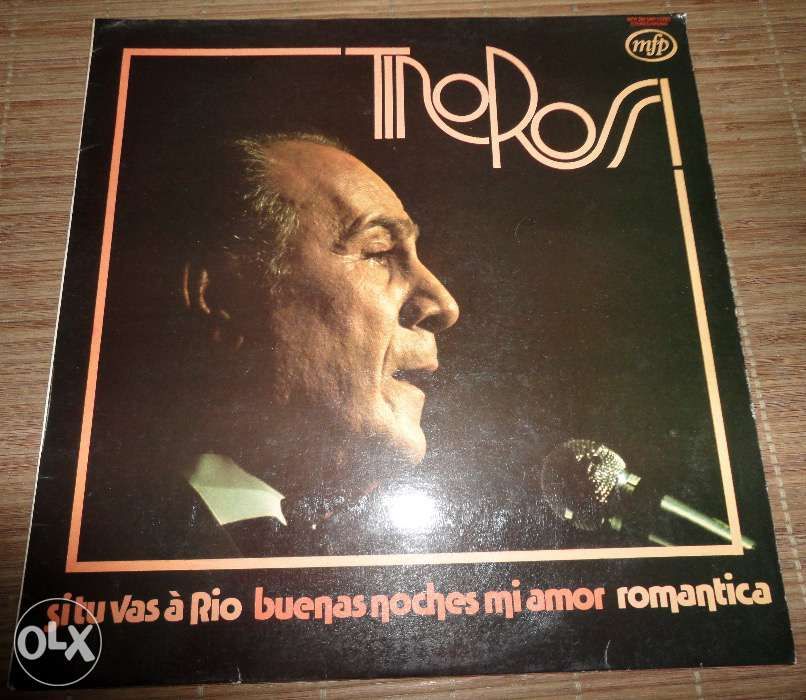 mfp
Tino Rossi
si tu vas à Rio buenas noches mi amor romantica
OLX